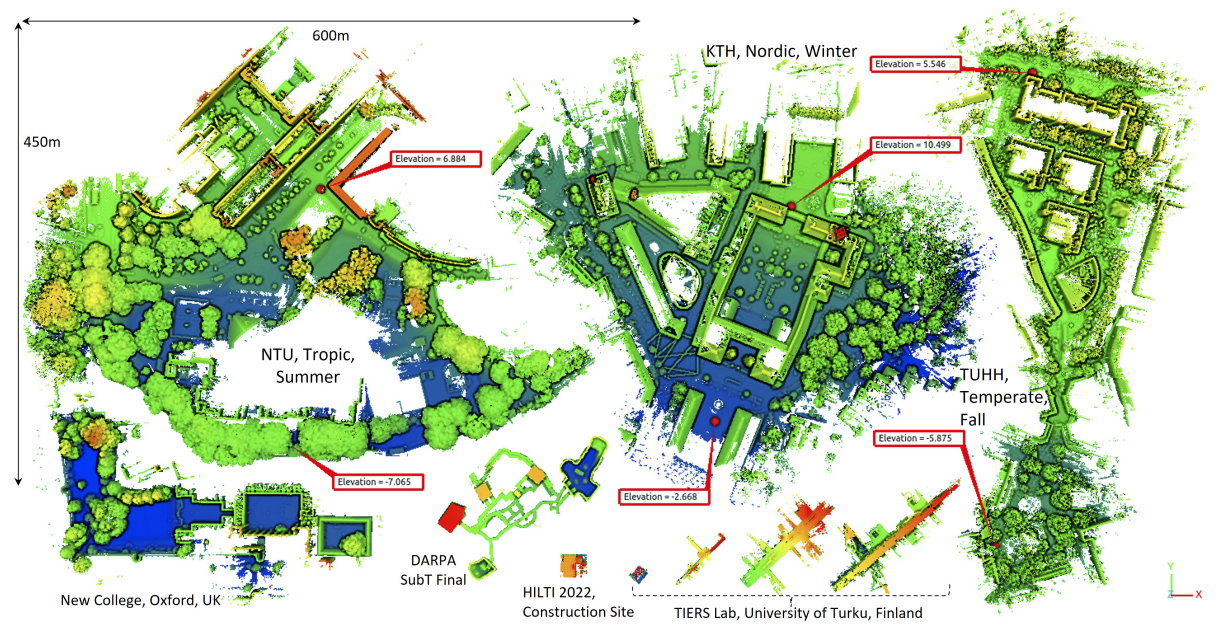 600m
450m
KTH, Nordic, Winter
Elevation = 5.546
Elevation = 10.499
Elevation = 6.884
NTU, Tropic,
Summer
TUHH,
Temperate,
Fall
Elevation = -5.875
Elevation = -7.065
Elevation = -2.668
DARPA
SubT Final
HILTI 2022,
Construction Site
New College, Oxford, UK
TIERS Lab, University of Turku, Finland
Y
Z
X